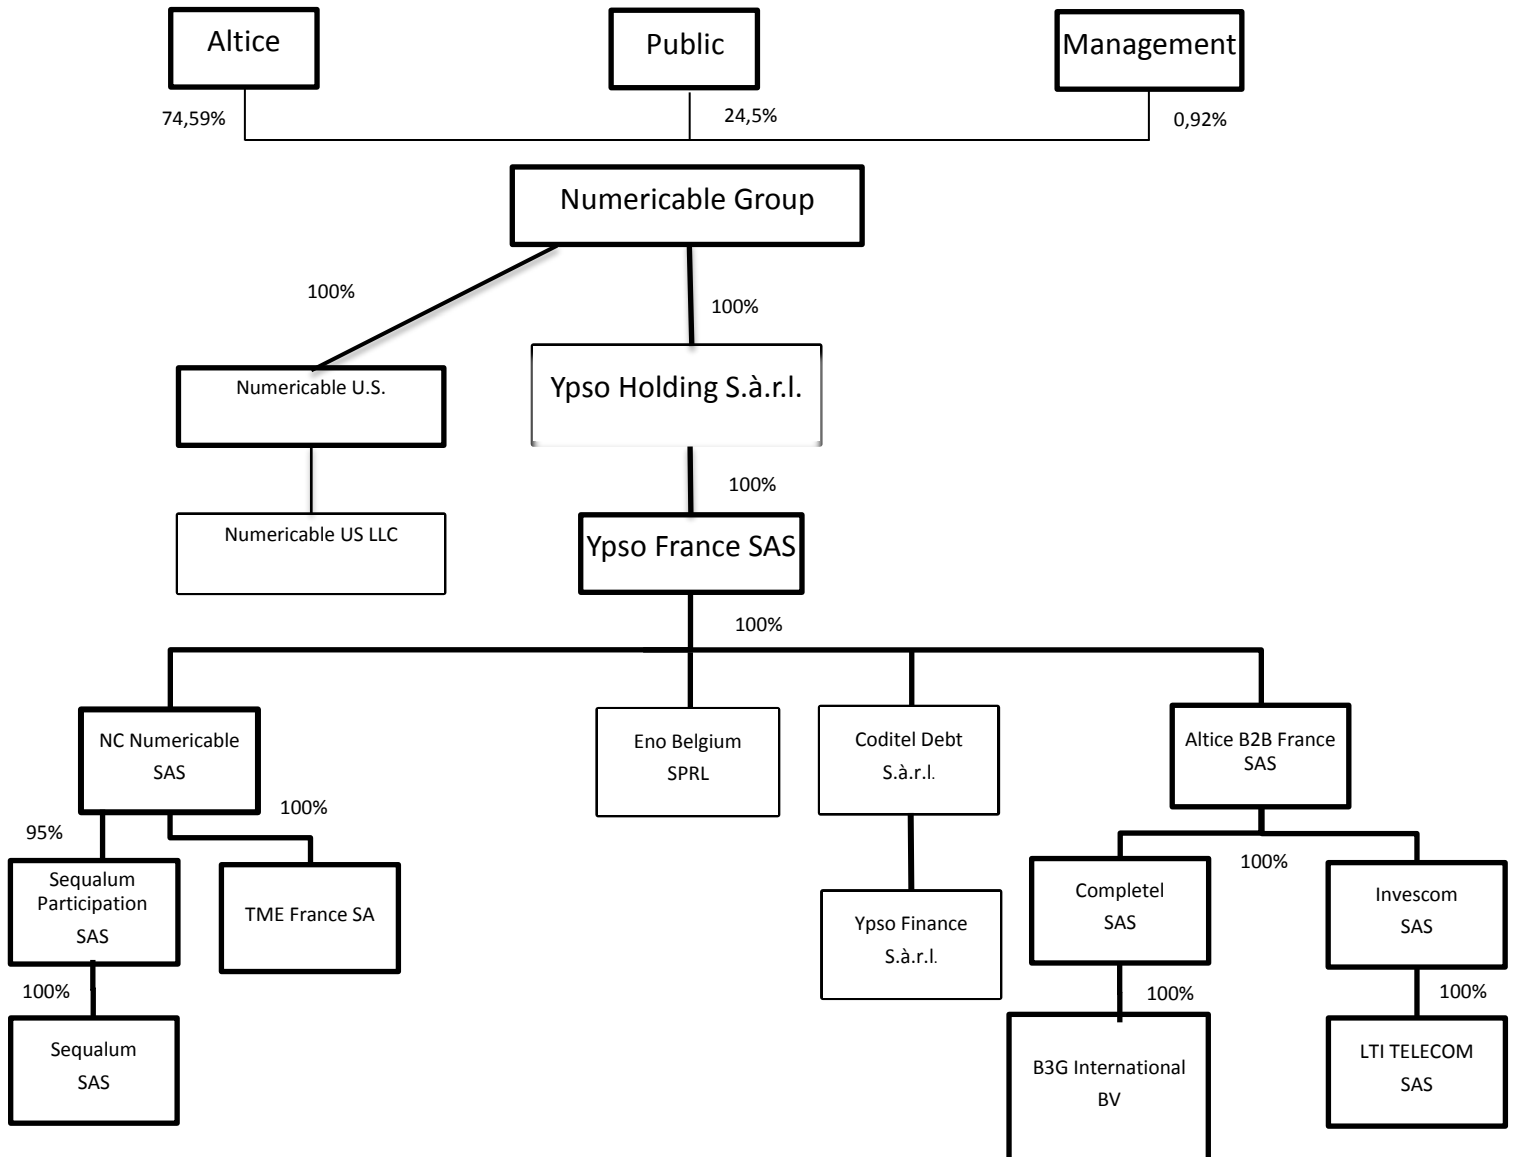 Altice
Public
Management
74,59%
24,5%
0,92%
Numericable Group
100%
100%
Numericable U.S.
Ypso Holding S.à.r.l.
100%
Numericable US LLC
Ypso France SAS
100%
NC Numericable
SAS
Eno Belgium
SPRL
Coditel Debt
S.à.r.l.
Altice B2B France
SAS
95%
100%
100%
Sequalum
Participation
SAS
TME France SA
Ypso Finance
S.à.r.l.
Completel
SAS
Invescom
SAS
100%
100%
100%
Sequalum
SAS
B3G International
BV
LTI TELECOM
SAS